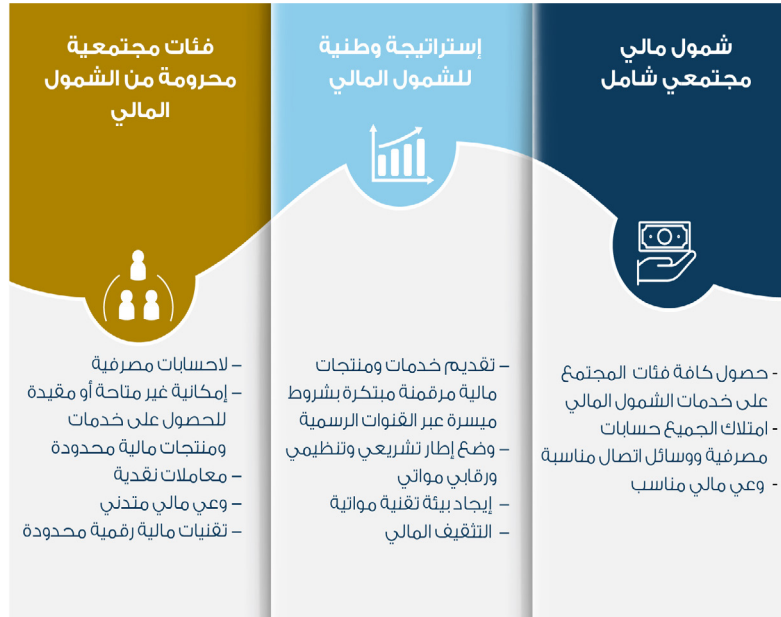 شمول مالي
مجتمعي شامل
- حصول كافة فئات المجتمع
على خدمات الشمول المالي
- امتلاك الجميع حسابات
مصرفية ووسائل اتصال مناسبة
- وعي مالي مناسب
إستراتيجة وطنية
للشمول المالي
– تقديم خدمات ومنتجات
مالية مرقمنة مبتكرة بشروط
ميسرة عبر القنوات الرسمية
– وضع إطار تشريعي وتنظيمي
ورقابي مواتي
– إيجاد بيئة تقنية مواتية
– التثقيف المالي
فئات مجتمعية
محرومة من الشمول
المالي
– لاحسابات مصرفية
– إمكانية غير متاحة أو مقيدة
للحصول على خدمات
ومنتجات مالية محدودة
– معاملات نقدية
– وعي مالي متدني
– تقنيات مالية رقمية محدودة